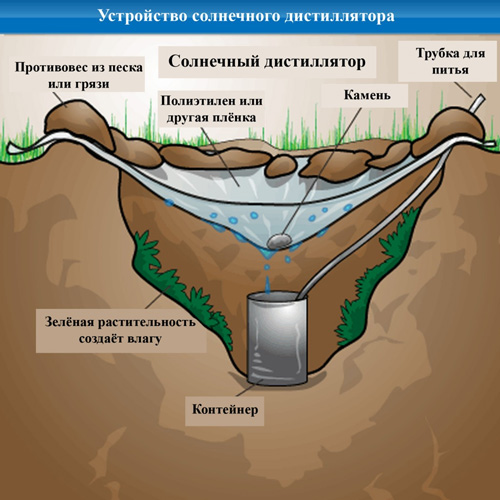 Устройство солнечного дистиллятора
Солнечный дистиллятор
Трубка для
питья
Противовес из песка
или грязи
Полиэтилен или
другая плёнка
Камень
Зелёная растительность
создаёт влагу
Контейнер